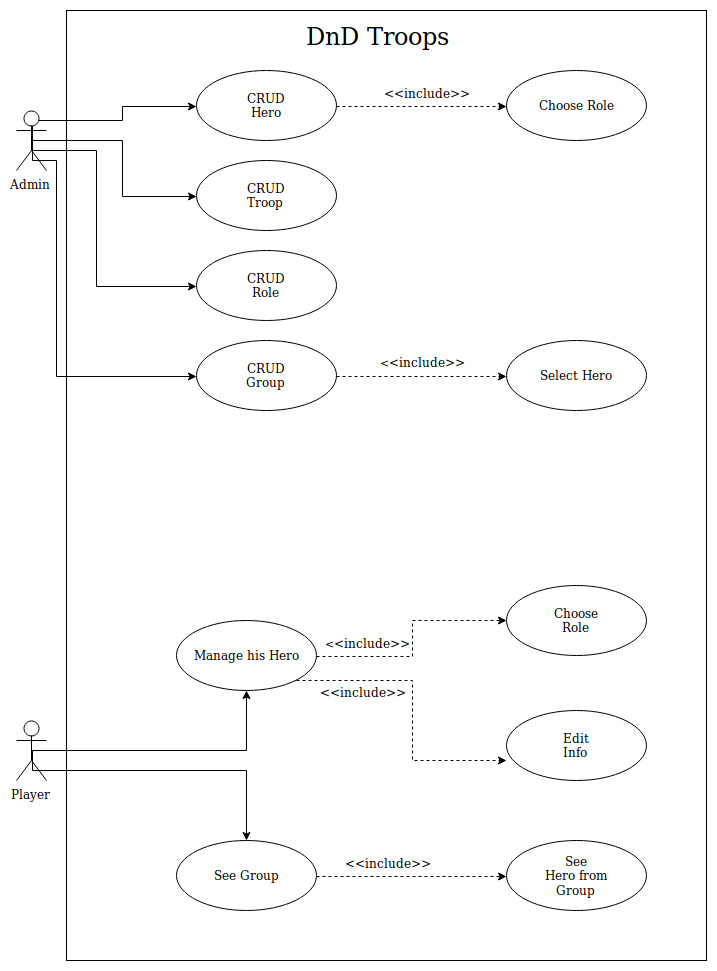 DnD Troops
Admin
CRUD
Hero
<<include>>
Choose Role
CRUD
Troop
CRUD
Role
CRUD
Group
<<include>>
Select Hero
Player
Manage his Hero
<<include>>
Choose
Role
<<include>>
Edit
Info
See Group
<<include>>
See
Hero from
Group